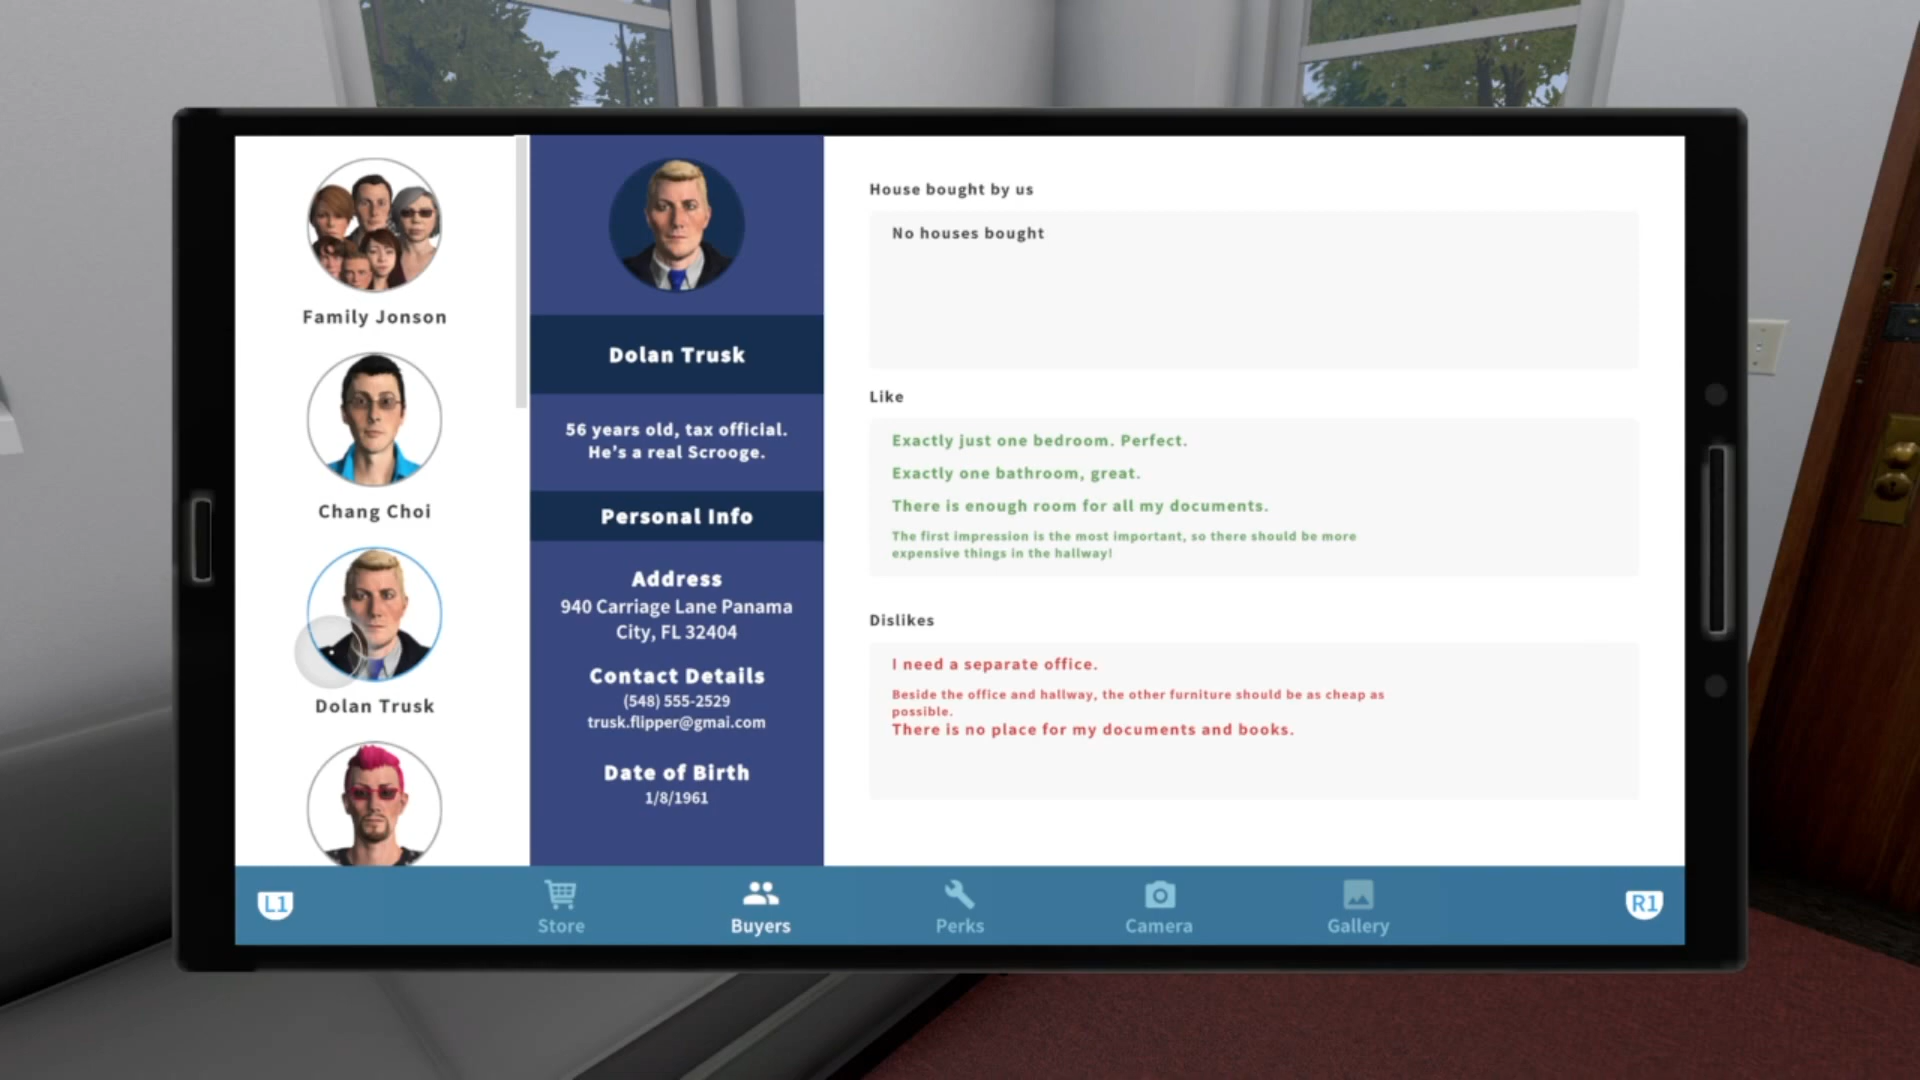 Family Jonson
Chang Choi
Dolan Trusk
Dolan Trusk
56 years old, tax official.
He's a real Scrooge.
Personal Info
Address
940 Carriage Lane Panama
City, FL 32404
Contact Details
(548) 555-2529
trusk.flipper@gmai.com
Date of Birth
1/8/1961
House bought by us
No houses bought
Like
Exactly just one bedroom. Perfect.
Exactly one bathroom, great.
There is enough room for all my documents.
The first impression is the most important, so there should be more
expensive things in the hallway!
Dislikes
I need a separate office.
Beside the office and hallway, the other furniture should be as cheap as
possible.
There is no place for my documents and books.
L1
Store
Buyers
Perks
Camera
Gallery
R1